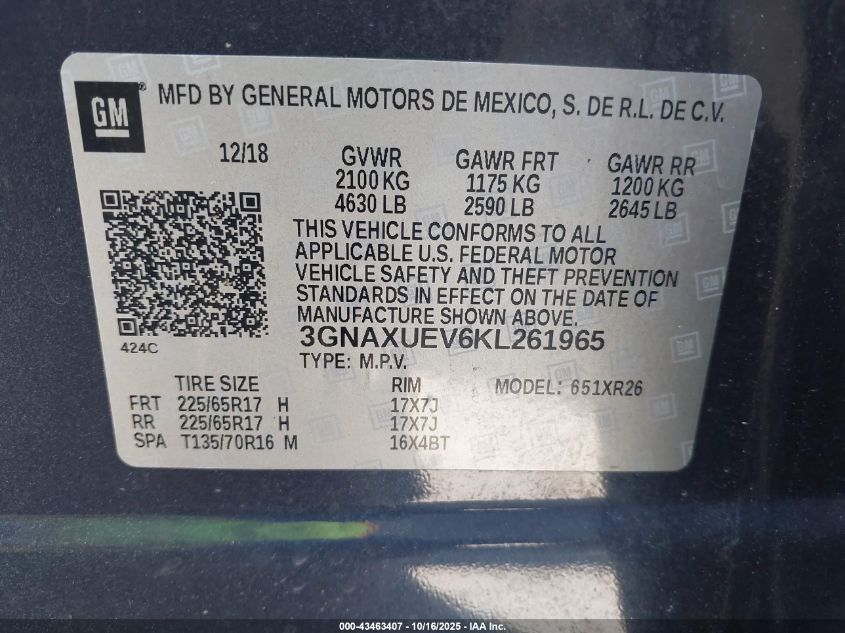 GM ® MFD BY GENERAL MOTORS DE MEXICO, S. DE R.L. DE C.V.
12/18 GVWR GAWR FRT GAWR RR
2100 KG 1175 KG 1200 KG
4630 LB 2590 LB 2645 LB
THIS VEHICLE CONFORMS TO ALL
APPLICABLE U.S. FEDERAL MOTOR
VEHICLE SAFETY AND THEFT PREVENTION
STANDARDS IN EFFECT ON THE DATE OF
MANUFACTURE SHOWN ABOVE.
424C
3GNAXUEV6KL261965
TYPE: M.P.V.
TIRE SIZE RIM MODEL: 651XR26
FRT 225/65R17 H 17X7J
RR 225/65R17 H 17X7J
SPA T135/70R16 M 16X4BT
000-43463407 - 10/16/2025 - IAA Inc.